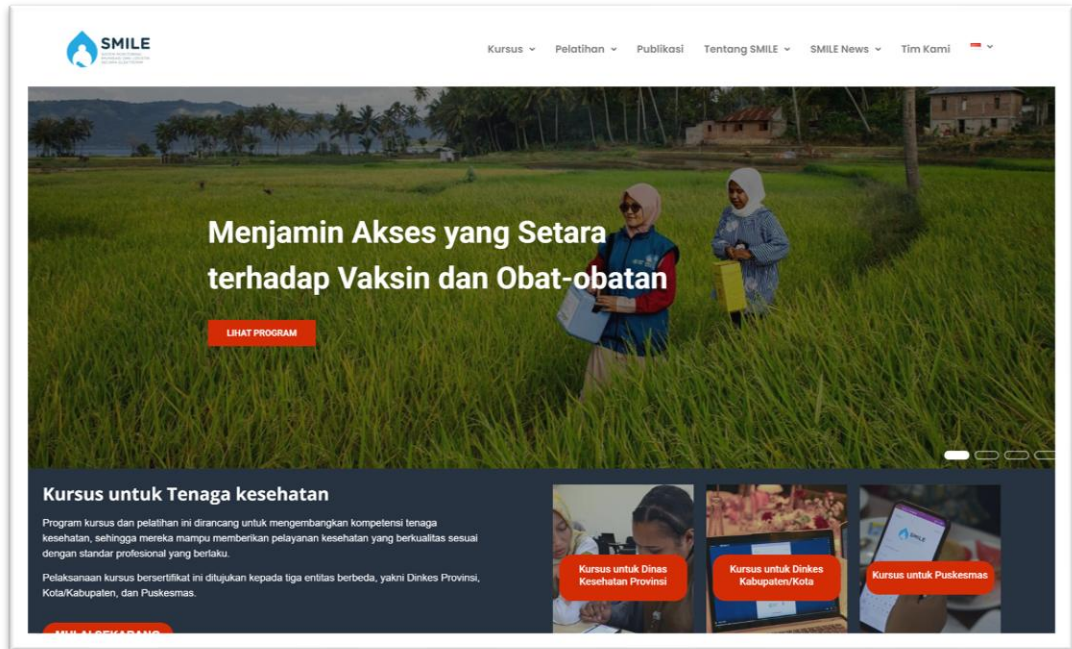 SMILE
Kursus
Pelatihan
Publikasi
Tentang SMILE
SMILE News
Tim Kami
Menjamin Akses yang Setara
terhadap Vaksin dan Obat-obatan
LIHAT PROGRAM
Kursus untuk Tenaga kesehatan
Program kursus dan pelatihan ini dirancang untuk mengembangkan kompetensi tenaga
kesehatan, sehingga mereka mampu memberikan pelayanan kesehatan yang berkualitas sesuai
dengan standar profesional yang berlaku.
Pelaksanaan kursus bersertifikat ini ditujukan kepada tiga entitas berbeda, yakni Dinkes Provinsi,
Kota/Kabupaten, dan Puskesmas.
MULAI SEKARANG
Kursus untuk Dinas
Kesehatan Provinsi
Kursus untuk Dinkes
Kabupaten/Kota
SMILE
Kursus untuk Puskesmas